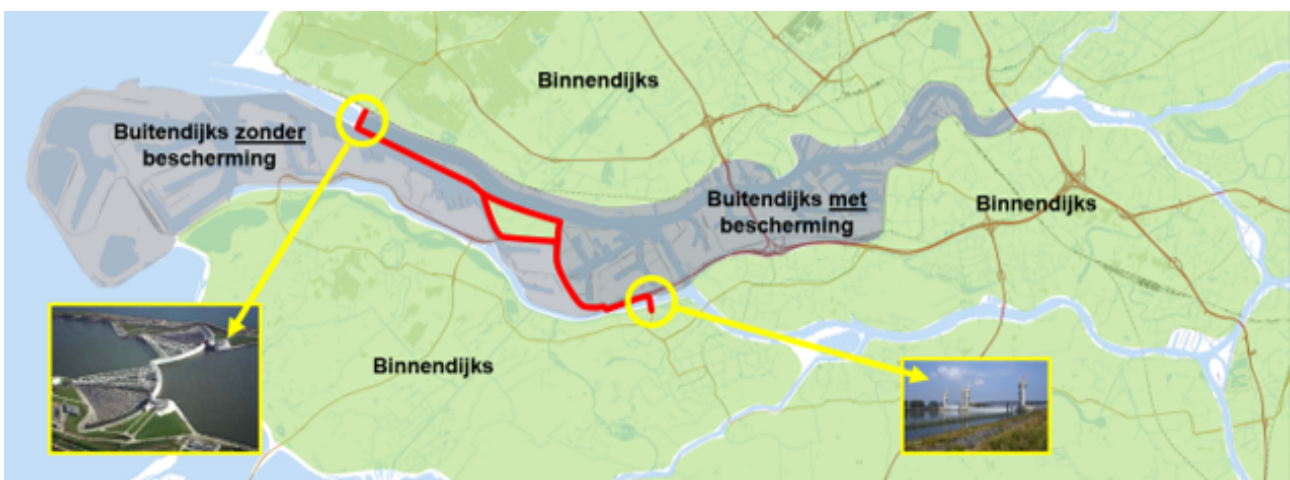 Binnendijks
Buitendijks zonder
bescherming
Buitendijks met
bescherming
Binnendijks
Binnendijks